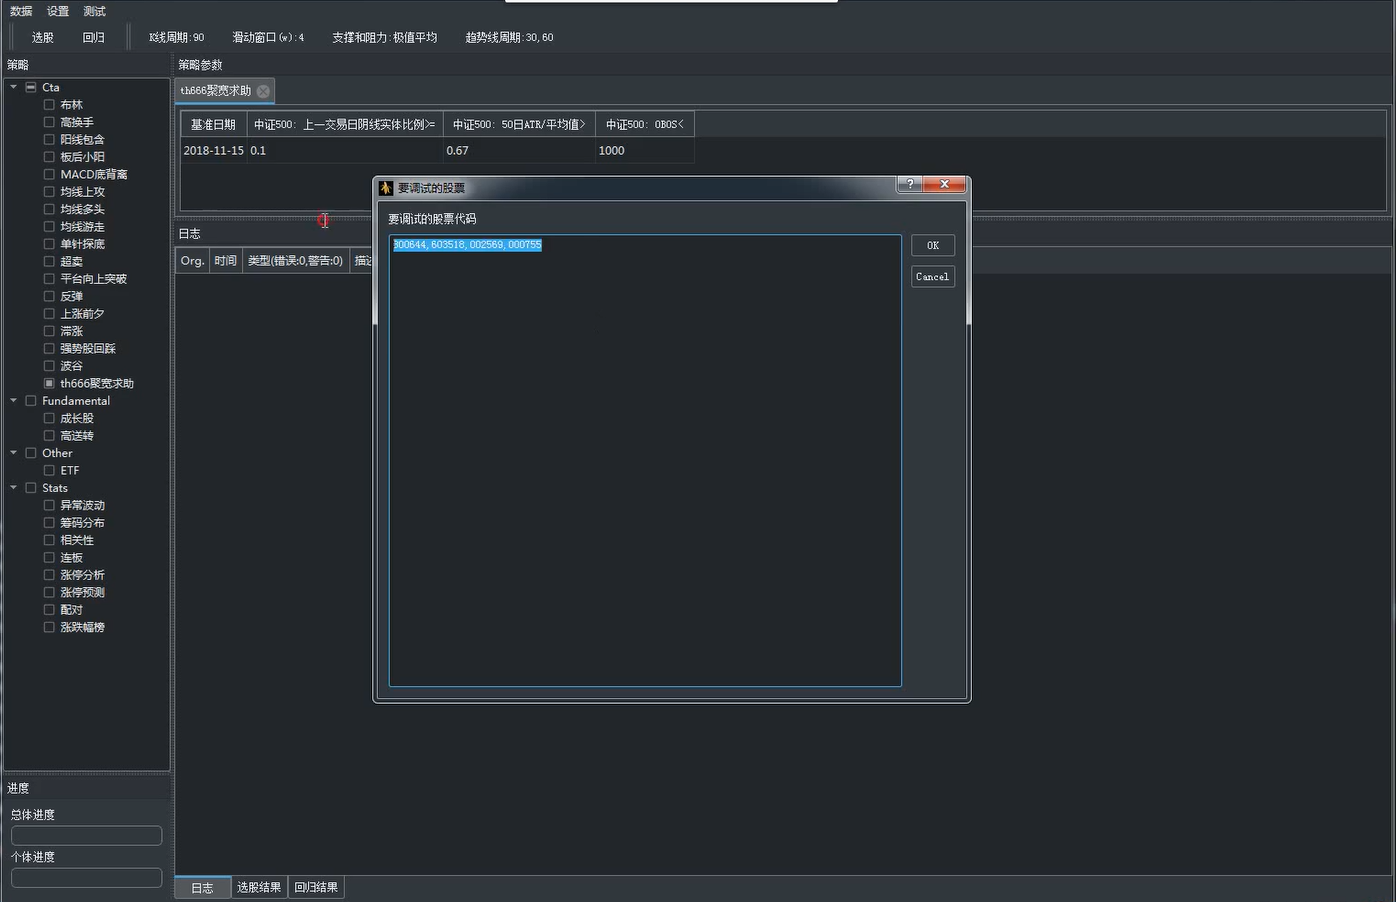 数据 设置 测试
选股 回归 K线周期:90 滑动窗口(w):4 支撑和阻力:极值平均 趋势线周期:30,60
策略
Cta
布林
高换手
阳线包含
板后小阳
MACD底背离
均线上攻
均线多头
均线游走
单针探底
超卖
平台向上突破
反弹
上涨前夕
滞涨
强势股回踩
波谷
th666聚宽求助
Fundamental
成长股
高送转
Other
ETF
Stats
异常波动
筹码分布
相关性
连板
涨停分析
涨停预测
配对
涨跌幅榜
进度
总体进度
个体进度
策略参数
th666聚宽求助
基准日期 中证500: 上一交易日阴线实体比例>= 中证500: 50日ATR/平均值> 中证500: OBOS<
2018-11-15 0.1 0.67 1000
日志
Org. 时间 类型(错误:0,警告:0)
要调试的股票
要调试的股票代码
300644,603518,002569,000755
OK
Cancel
日志 选股结果 回归结果